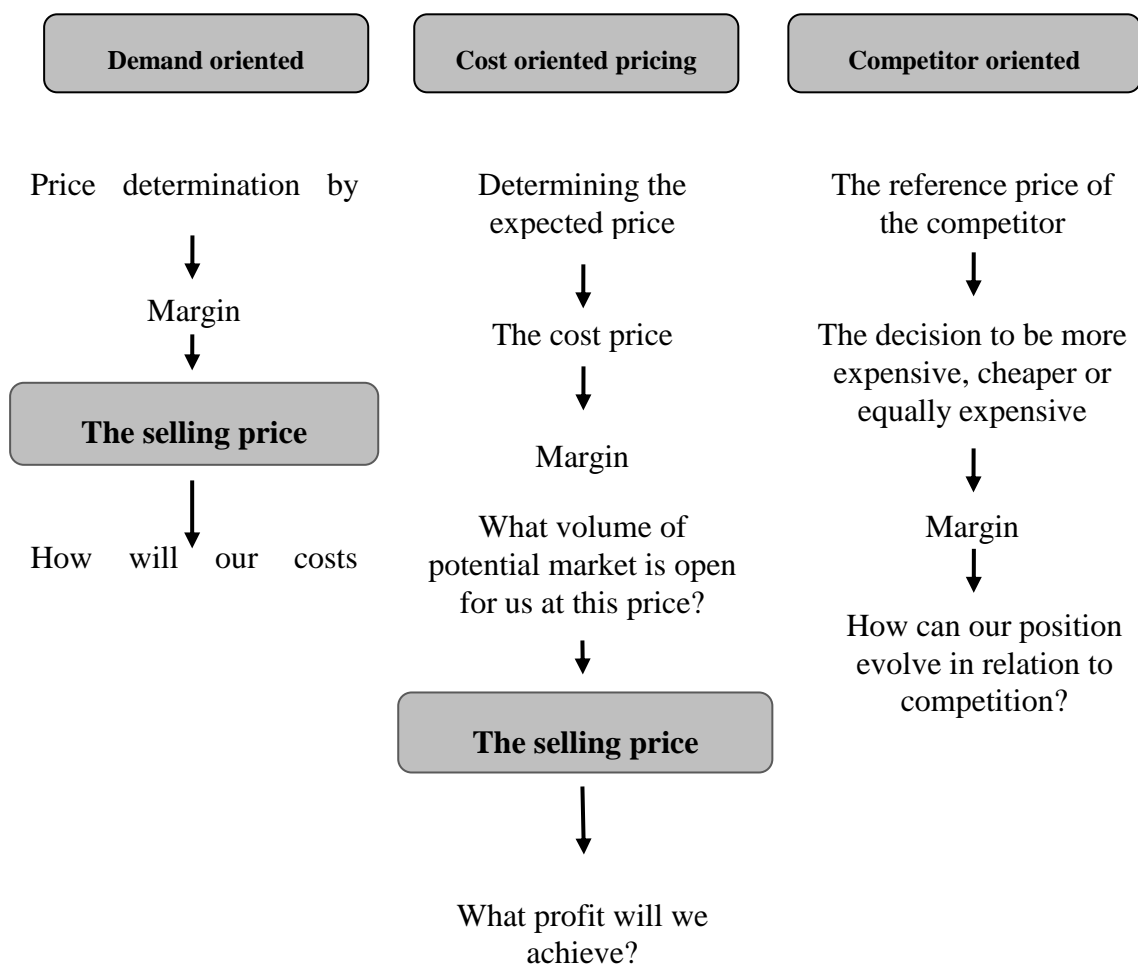 Demand oriented
Cost oriented pricing
Competitor oriented
Price determination by
Margin
The selling price
How will our costs
Determining the
expected price
The cost price
Margin
What volume of
potential market is open
for us at this price?
The selling price
What profit will we
achieve?
The reference price of
the competitor
The decision to be more
expensive, cheaper or
equally expensive
Margin
How can our position
evolve in relation to
competition?